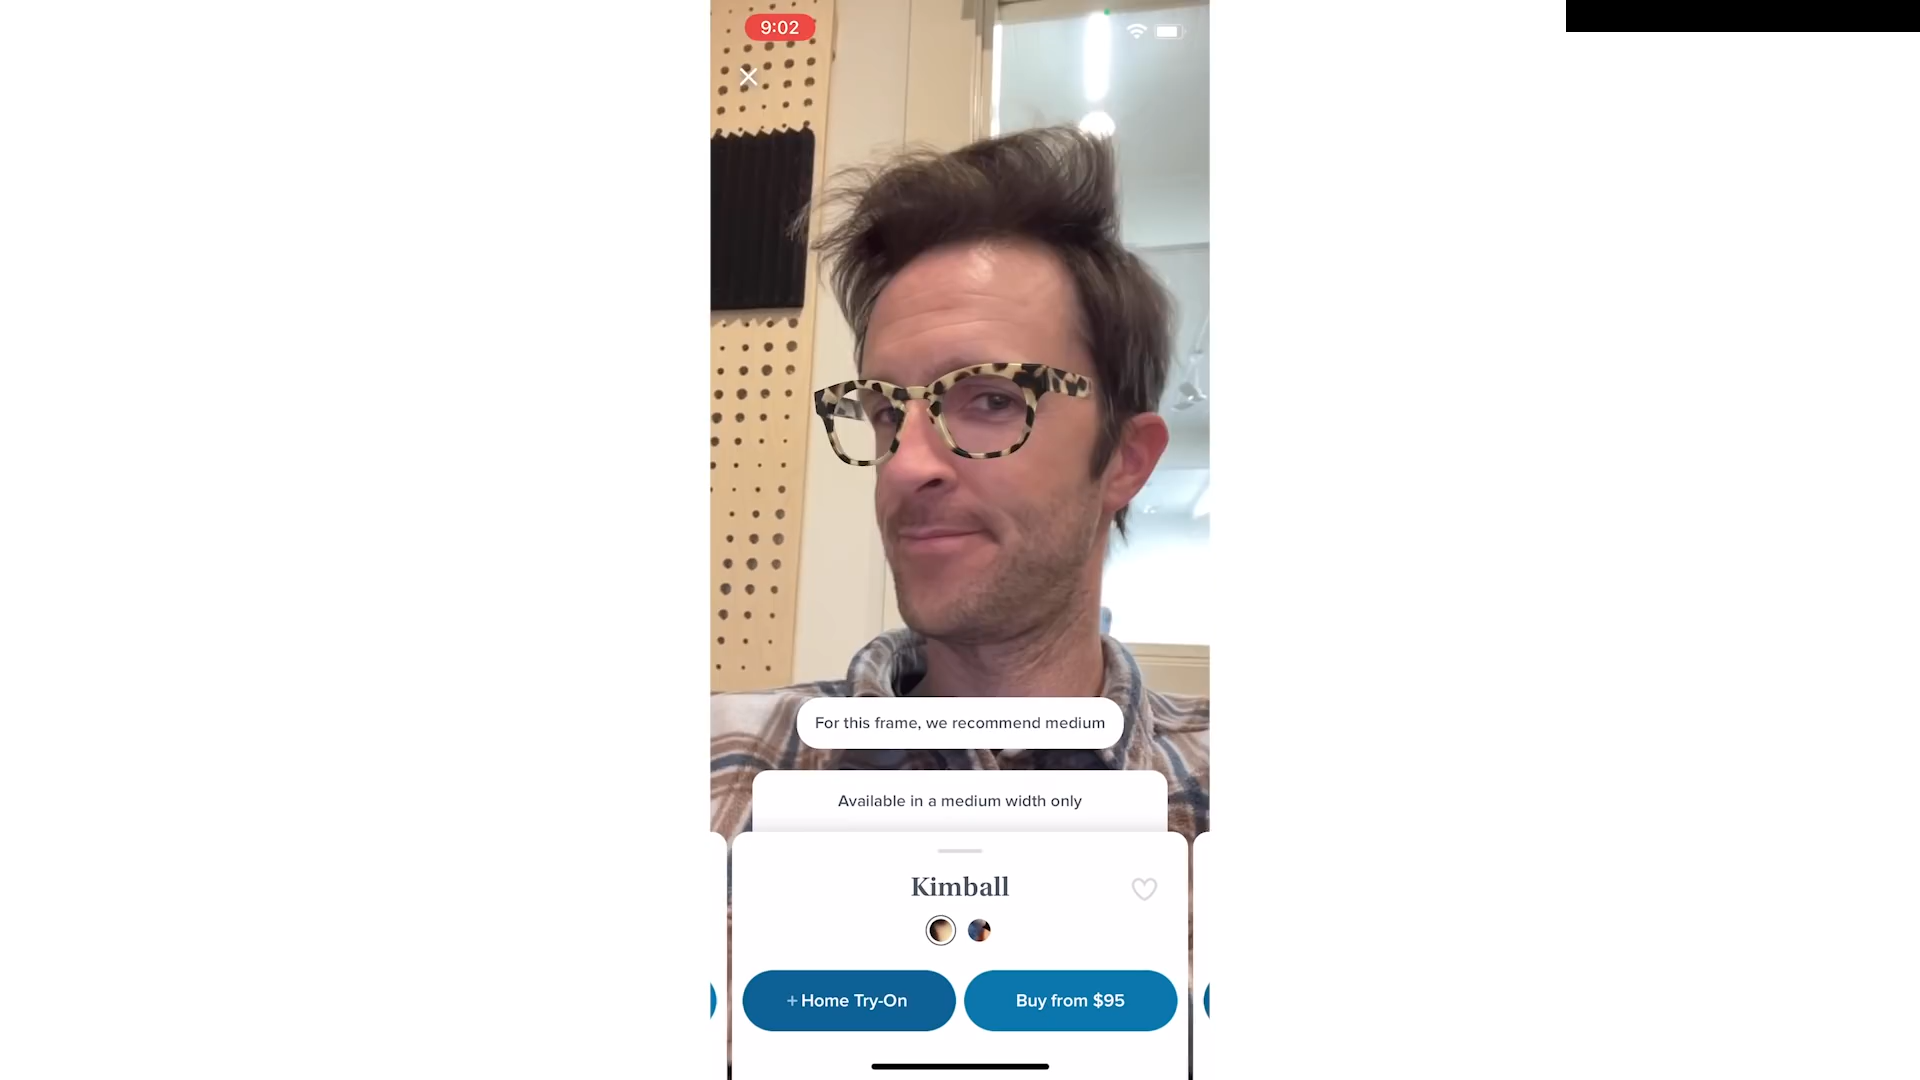 9:02
For this frame, we recommend medium
Available in a medium width only
Kimball
+ Home Try-On
Buy from $95